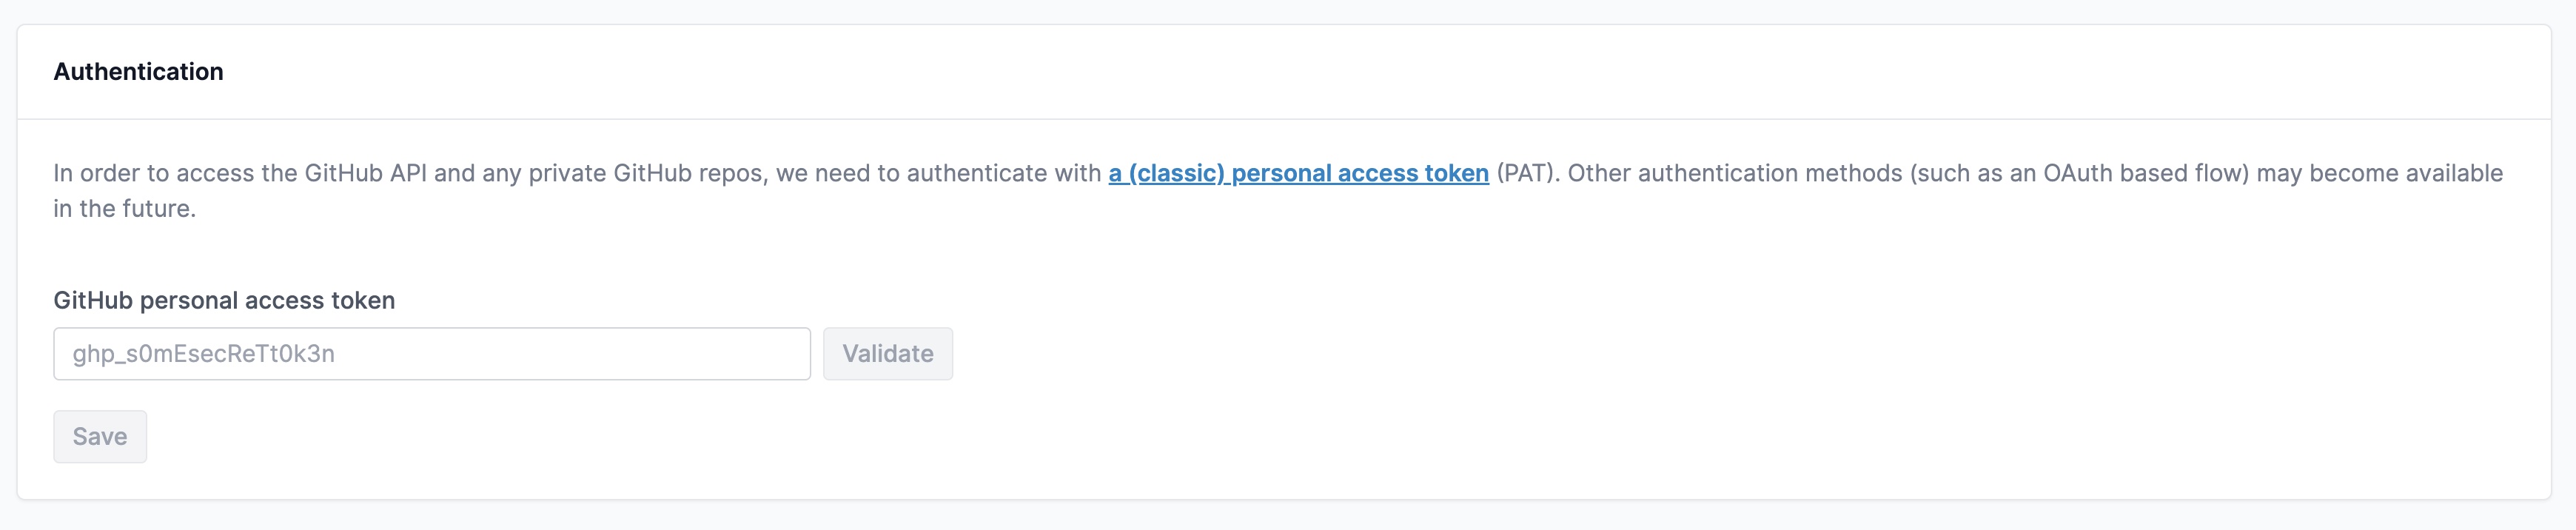 Authentication
In order to access the GitHub API and any private GitHub repos, we need to authenticate with a (classic) personal access token (PAT). Other authentication methods (such as an OAuth based flow) may become available
in the future.
GitHub personal access token
ghp_s0mEsecReTt0k3n Validate
Save